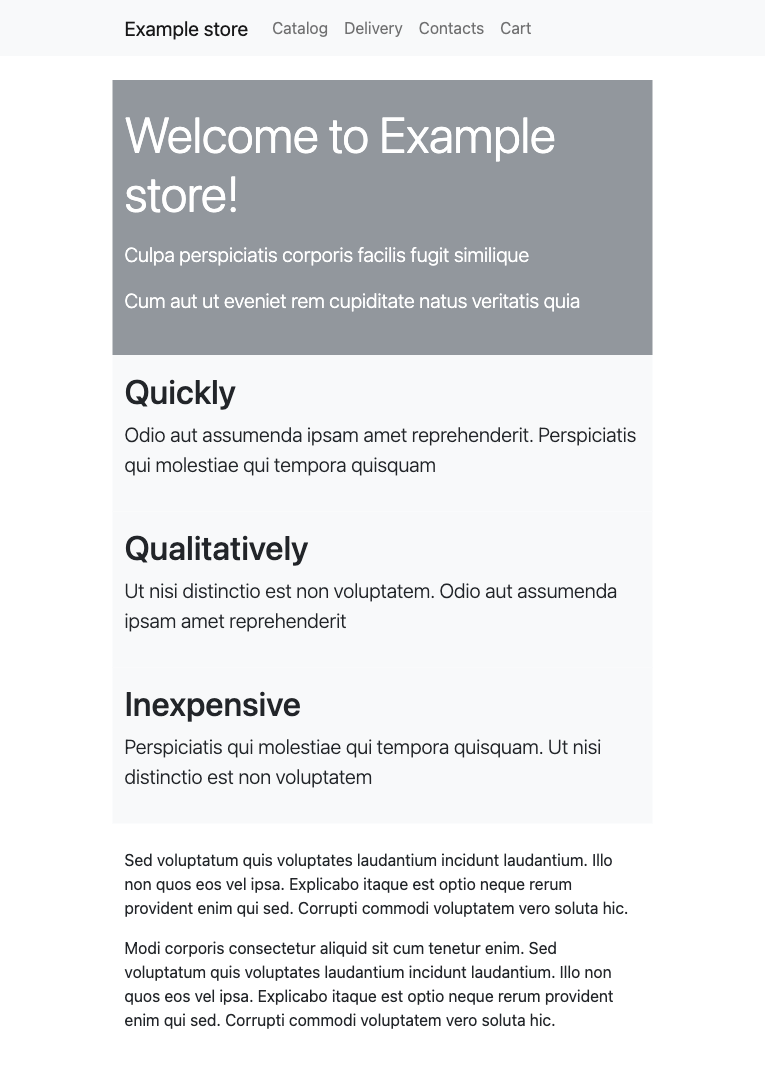 Example store Catalog Delivery Contacts Cart
Welcome to Example
store!
Culpa perspiciatis corporis facilis fugit similique
Cum aut ut eveniet rem cupiditate natus veritatis quia
Quickly
Odio aut assumenda ipsam amet reprehenderit. Perspiciatis
qui molestiae qui tempora quisquam
Qualitatively
Ut nisi distinctio est non voluptatem. Odio aut assumenda
ipsam amet reprehenderit
Inexpensive
Perspiciatis qui molestiae qui tempora quisquam. Ut nisi
distinctio est non voluptatem
Sed voluptatum quis voluptates laudantium incidunt laudantium. Illo
non quos eos vel ipsa. Explicabo itaque est optio neque rerum
provident enim qui sed. Corrupti commodi voluptatem vero soluta hic.
Modi corporis consectetur aliquid sit cum tenetur enim. Sed
voluptatum quis voluptates laudantium incidunt laudantium. Illo non
quos eos vel ipsa. Explicabo itaque est optio neque rerum provident
enim qui sed. Corrupti commodi voluptatem vero soluta hic.